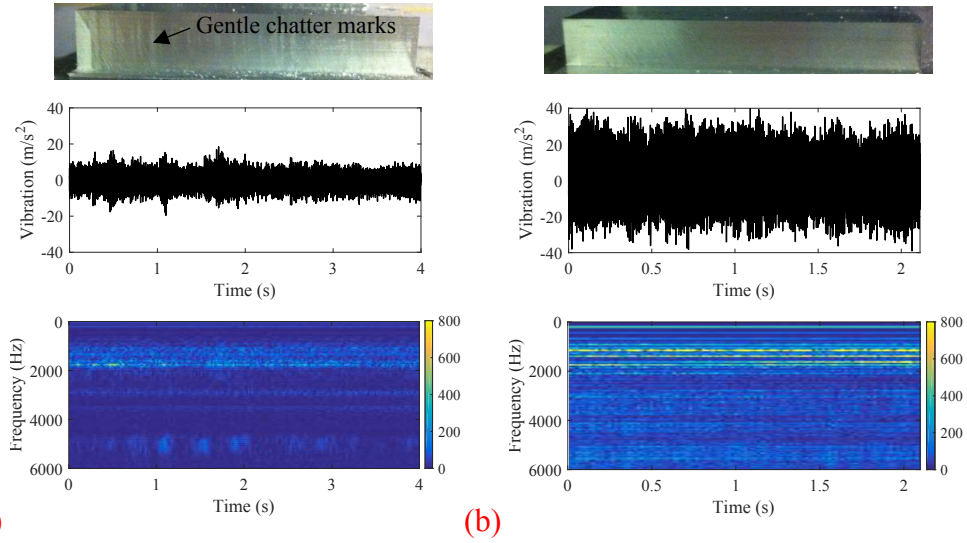 Gentle chatter marks
40
20
0
-20
-40
Vibration (m/s²)
0 1 2 3 4
Time (s)
40
20
0
-20
-40
Vibration (m/s²)
0 0.5 1 1.5 2
Time (s)
0
2000
4000
6000
Frequency (Hz)
0 1 2 3 4
Time (s)
800
600
400
200
0
0
2000
4000
6000
Frequency (Hz)
0 0.5 1 1.5 2
Time (s)
800
600
400
200
0
)
(b)